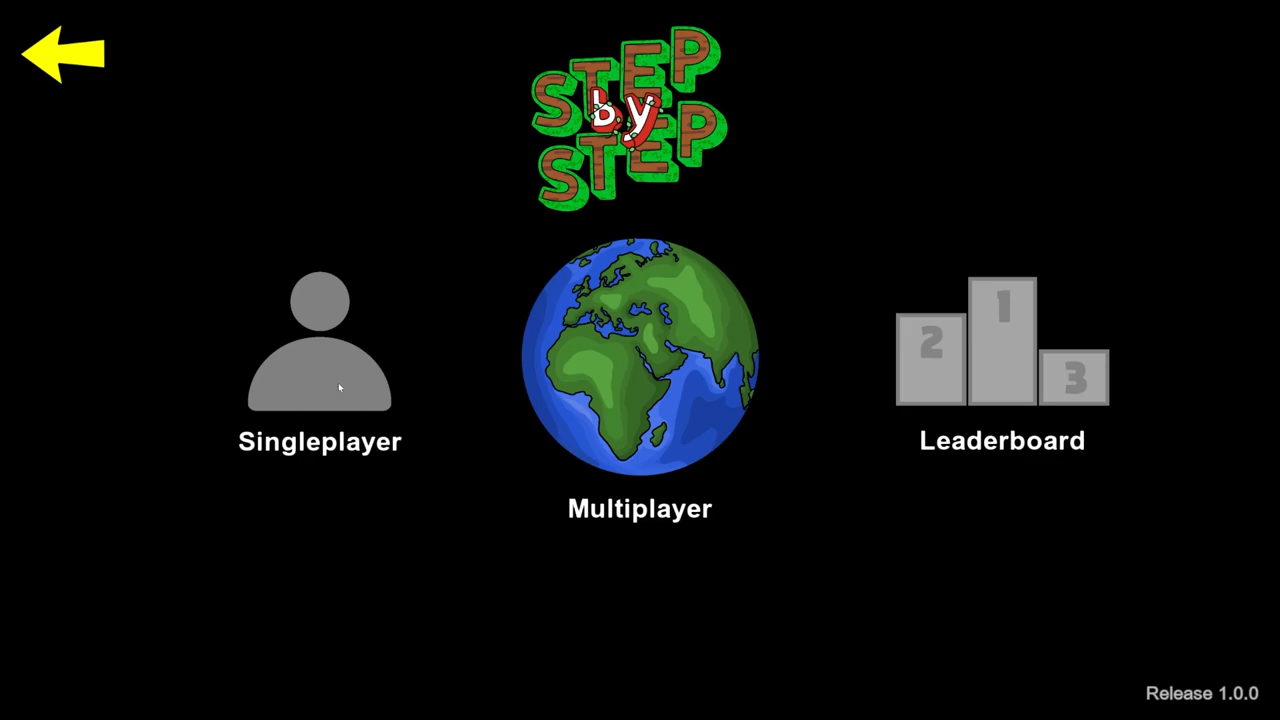 STEP
by
STEP
1
2
3
Singleplayer
Leaderboard
Multiplayer
Release 1.0.0